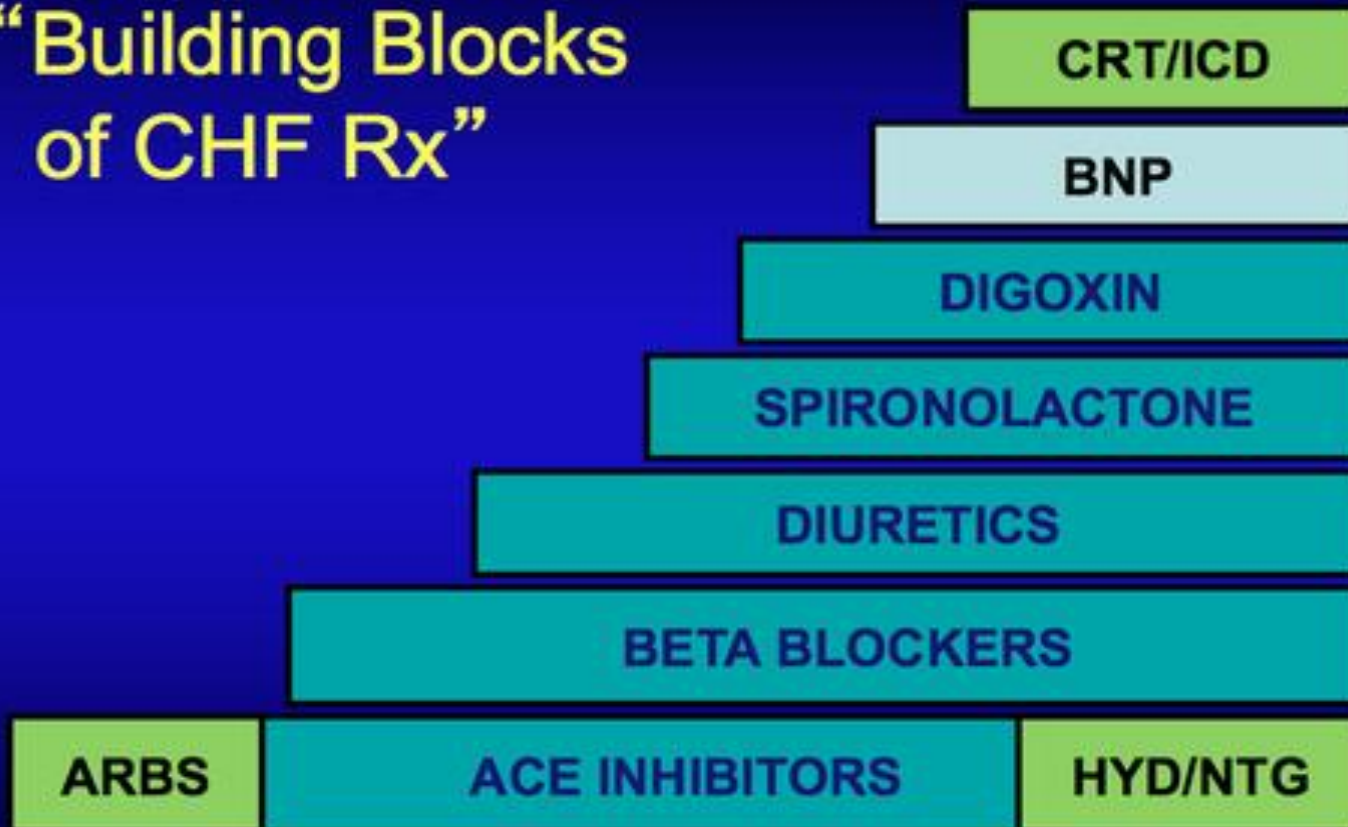 “Building Blocks
of CHF Rx”
CRT/ICD
BNP
DIGOXIN
SPIRONOLACTONE
DIURETICS
BETA BLOCKERS
ARBS ACE INHIBITORS HYD/NTG